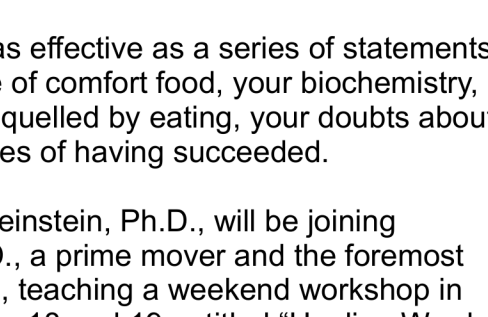 as effective as a series of statements
of comfort food, your biochemistry,
quelled by eating, your doubts about
es of having succeeded.
einstein, Ph.D., will be joining
D., a prime mover and the foremost
, teaching a weekend workshop in